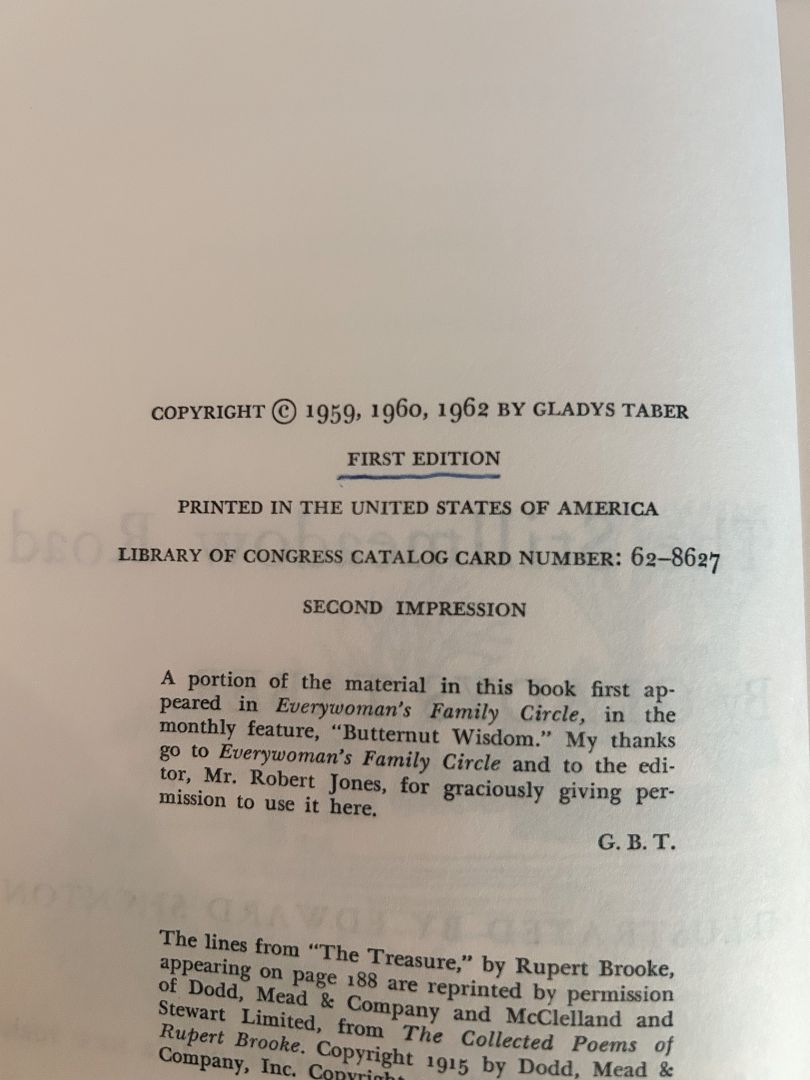 COPYRIGHT © 1959, 1960, 1962 BY GLADYS TABER
FIRST EDITION
PRINTED IN THE UNITED STATES OF AMERICA
LIBRARY OF CONGRESS CATALOG CARD NUMBER: 62–8627
SECOND IMPRESSION
A portion of the material in this book first ap-
peared in Everywoman's Family Circle, in the
monthly feature, "Butternut Wisdom." My thanks
go to Everywoman's Family Circle and to the edi-
tor, Mr. Robert Jones, for graciously giving per-
mission to use it here.
G. B. T.
The lines from "The Treasure," by Rupert Brooke,
appearing on page 188 are reprinted by permission
of Dodd, Mead & Company and McClelland and
Stewart Limited, from The Collected Poems of
Rupert Brooke. Copyright 1915 by Dodd, Mead &
Company, Inc. Copyright